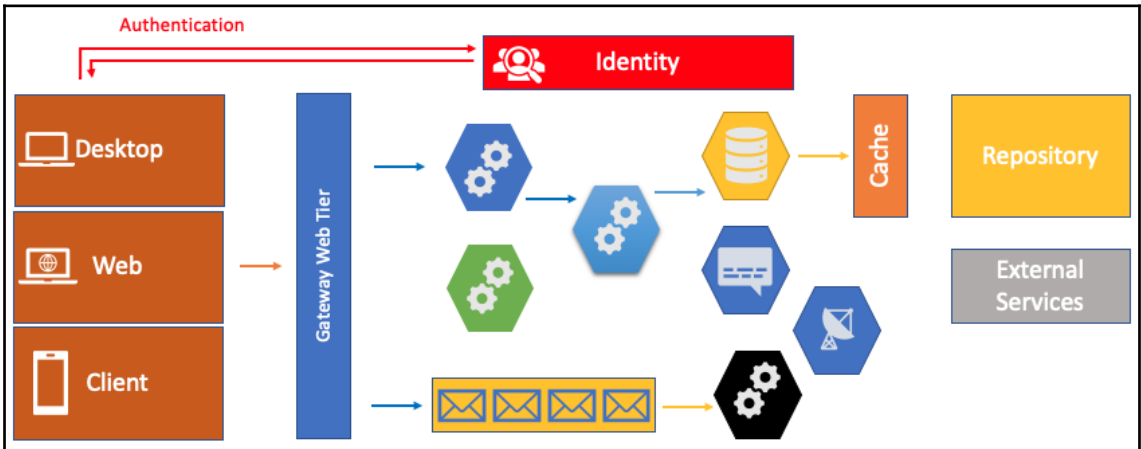 Authentication
Identity
Desktop
Web
Client
Gateway Web Tier
Cache
Repository
External
Services